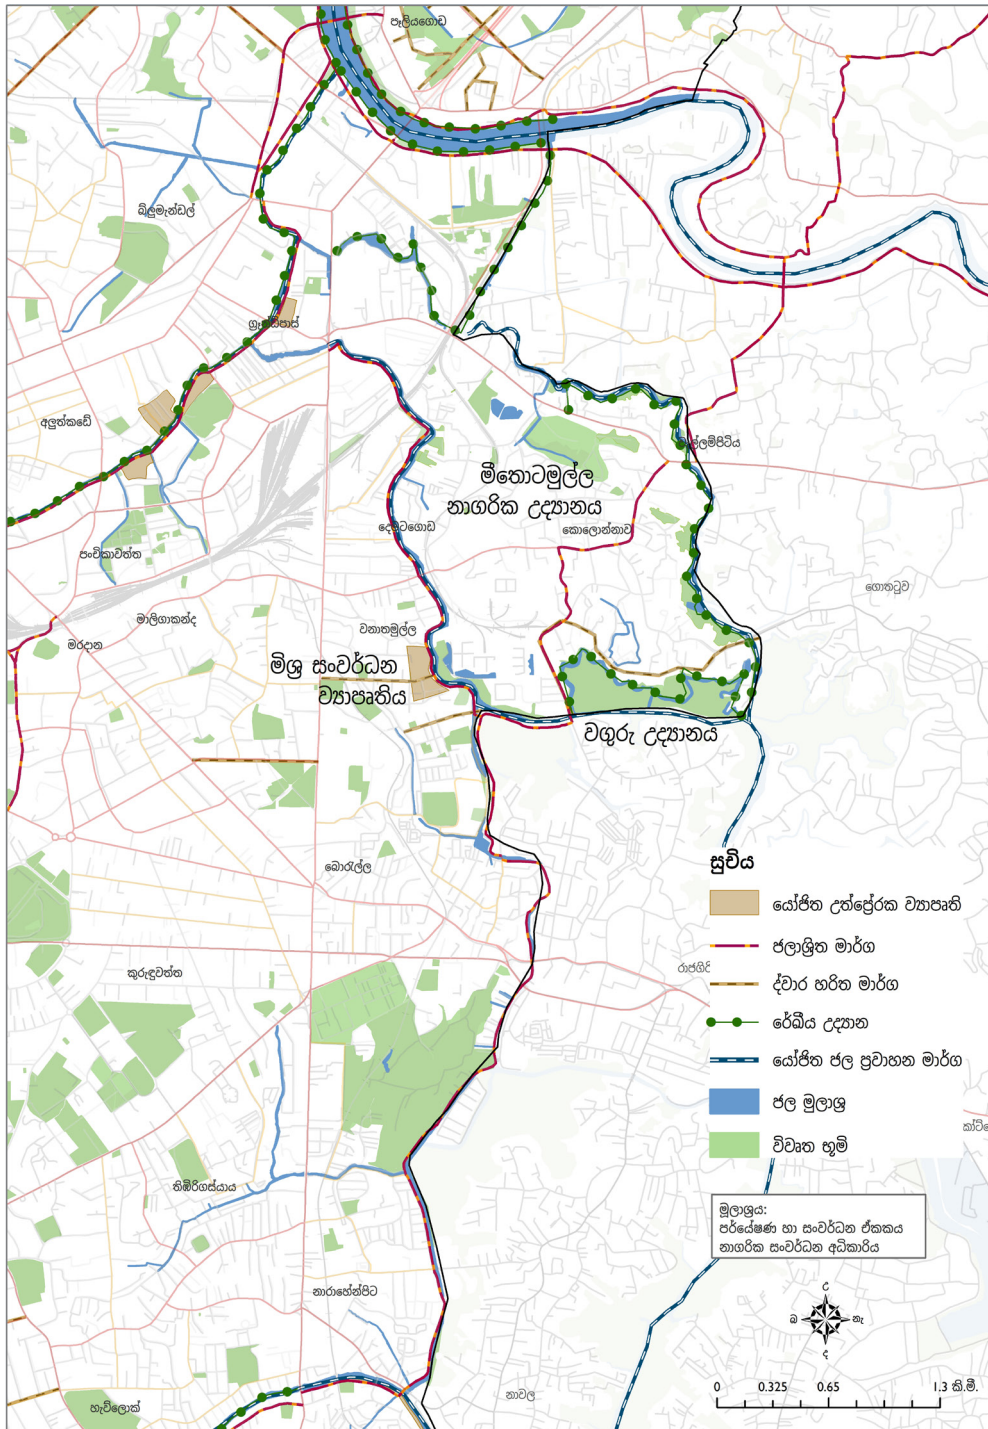 පෑලියගොඩ
බ්ලූමැන්ඩල්
ග්‍රෑන්ඩ්පාස්
අලුත්කඩේ
මීතොටමුල්ල
නාගරික උද්‍යානය
දෙමටගොඩ
කොලොන්නාව
පංචිකාවත්ත
ගොතටුව
මාලිගාකන්ද
වනාතමුල්ල
මරදාන
මිශ්‍ර සංවර්ධන
ව්‍යාපෘතිය
වගුරු උද්‍යානය
බොරැල්ල
කුරුඳුවත්ත
තිඹිරිගස්යාය
නාරාහේන්පිට
නාවල
හැව්ලොක්
සූචිය
යෝජිත උත්ප්‍රේරක ව්‍යාපෘති
ජලාශ්‍රිත මාර්ග
ද්වාර හරිත මාර්ග
රේඛීය උද්‍යාන
යෝජිත ජල ප්‍රවාහන මාර්ග
ජල මුලාශ්‍ර
විවෘත භූමි
මූලාශ්‍රය:
පර්යේෂණ හා සංවර්ධන ඒකකය
නාගරික සංවර්ධන අධිකාරිය
උ
බ
නැ
ද
0 0.325 0.65 1.3 කි.මී.